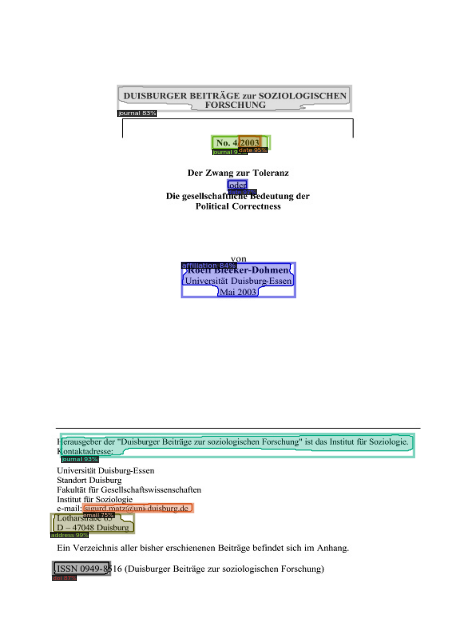 DUISBURGER BEITRÄGE zur SOZIOLOGISCHEN
FORSCHUNG
journal 83%
No. 4/2003
journal
date 95%
Der Zwang zur Toleranz
oder
Die gesellschaftliche Bedeutung der
Political Correctness
von
affiliation 84%
Roelf Bleeker-Dohmen
Universität Duisburg-Essen
Mai 2003
Herausgeber der "Duisburger Beiträge zur soziologischen Forschung" ist das Institut für Soziologie.
Kontaktadresse:
journal 93%
Universität Duisburg-Essen
Standort Duisburg
Fakultät für Gesellschaftswissenschaften
Institut für Soziologie
e-mail: sigurd.matz@uni-duisburg.de
email 75%
Lotharstraße 65
D – 47048 Duisburg
address 99%
Ein Verzeichnis aller bisher erschienenen Beiträge befindet sich im Anhang.
ISSN 0949-8516 (Duisburger Beiträge zur soziologischen Forschung)